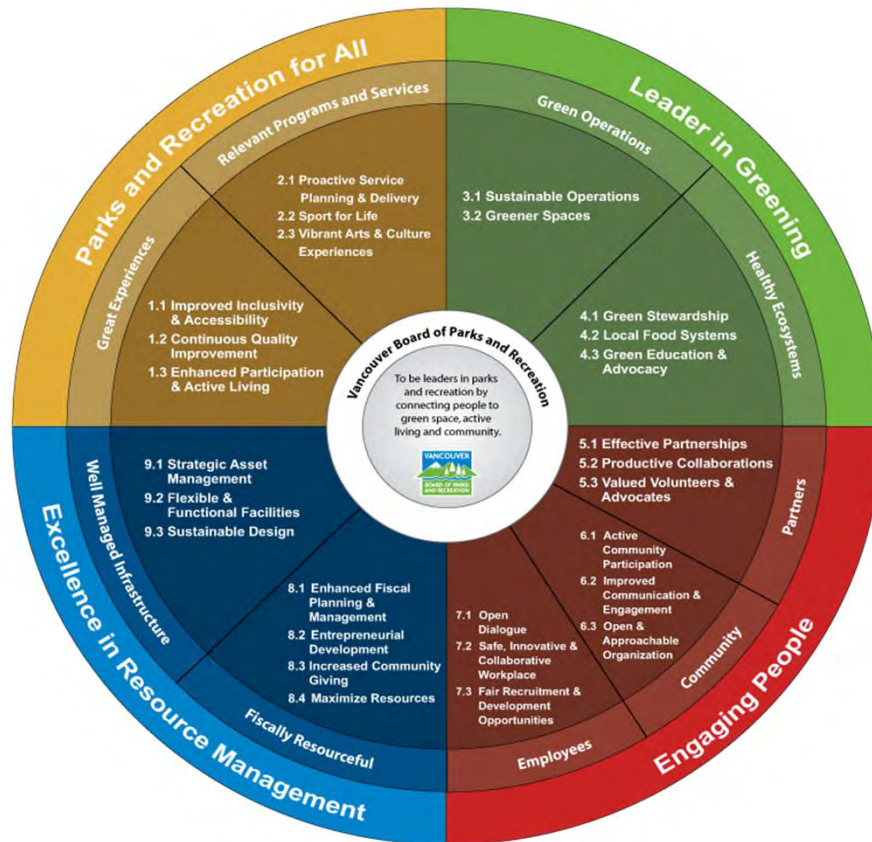 Parks and Recreation for All
Great Experiences
1.1 Improved Inclusivity
& Accessibility
1.2 Continuous Quality
Improvement
1.3 Enhanced Participation
& Active Living
Relevant Programs and Services
2.1 Proactive Service
Planning & Delivery
2.2 Sport for Life
2.3 Vibrant Arts & Culture
Experiences
Leader in Greening
Green Operations
3.1 Sustainable Operations
3.2 Greener Spaces
Healthy Ecosystems
4.1 Green Stewardship
4.2 Local Food Systems
4.3 Green Education &
Advocacy
Engaging People
Partners
5.1 Effective Partnerships
5.2 Productive Collaborations
5.3 Valued Volunteers &
Advocates
Community
6.1 Active
Community
Participation
6.2 Improved
Communication &
Engagement
6.3 Open &
Approachable
Organization
Employees
7.1 Open
Dialogue
7.2 Safe, Innovative &
Collaborative
Workplace
7.3 Fair Recruitment &
Development
Opportunities
Excellence in Resource Management
Fiscally Resourceful
8.1 Enhanced Fiscal
Planning &
Management
8.2 Entrepreneurial
Development
8.3 Increased Community
Giving
8.4 Maximize Resources
Well Managed Infrastructure
9.1 Strategic Asset
Management
9.2 Flexible &
Functional Facilities
9.3 Sustainable Design
Vancouver Board of Parks and Recreation
To be leaders in parks
and recreation by
connecting people to
green space, active
living and community.
VANCOUVER
BOARD OF PARKS
AND RECREATION